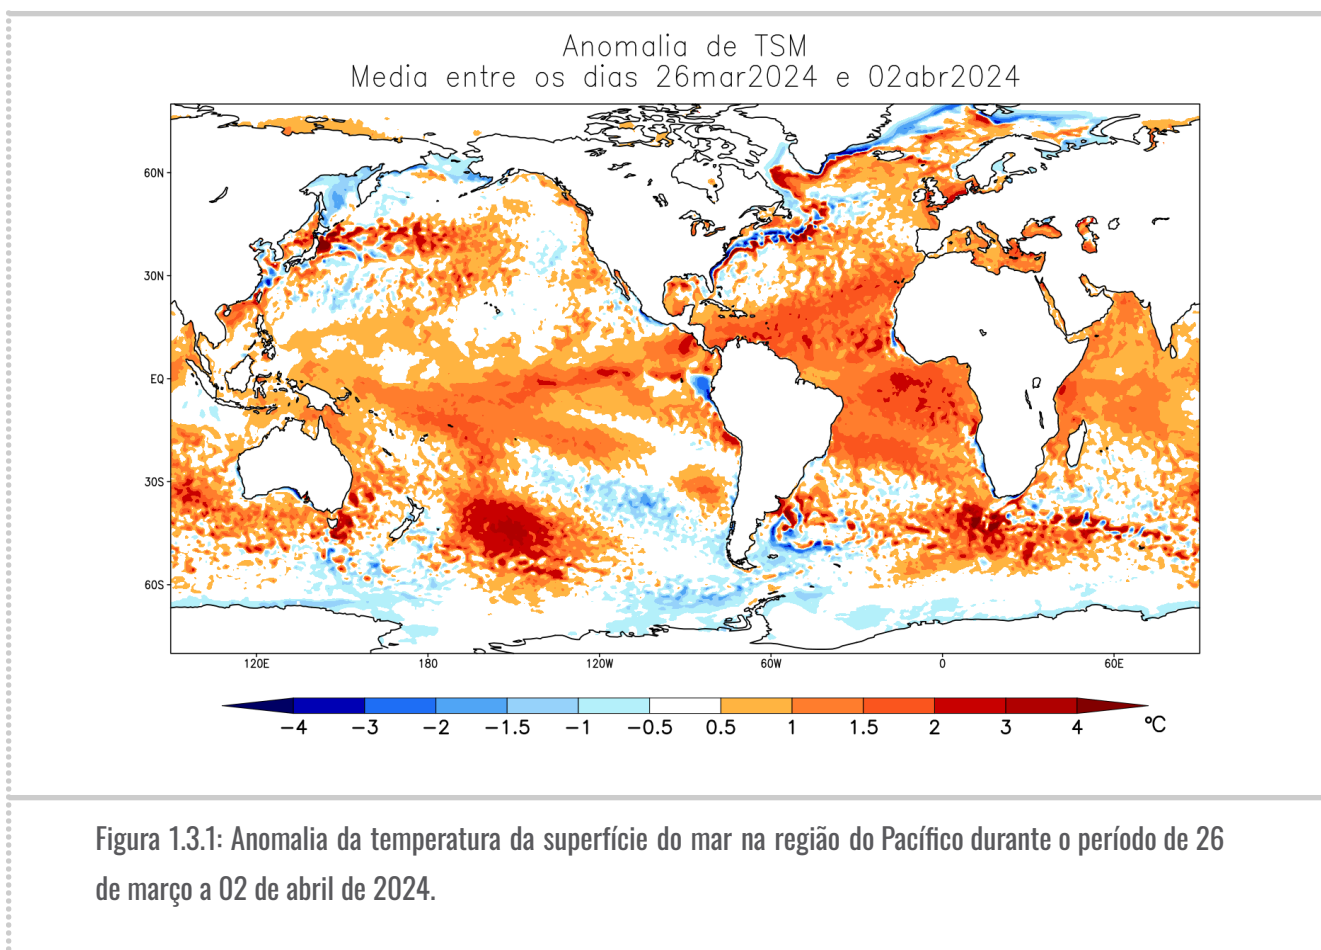 Anomalia de TSM
Media entre os dias 26mar2024 e 02abr2024
60N
30N
EQ
30S
60S
120E 180 120W 60W 0 60E
−4 −3 −2 −1.5 −1 −0.5 0.5 1 1.5 2 3 4 °C
Figura 1.3.1: Anomalia da temperatura da superfície do mar na região do Pacífico durante o período de 26
de março a 02 de abril de 2024.